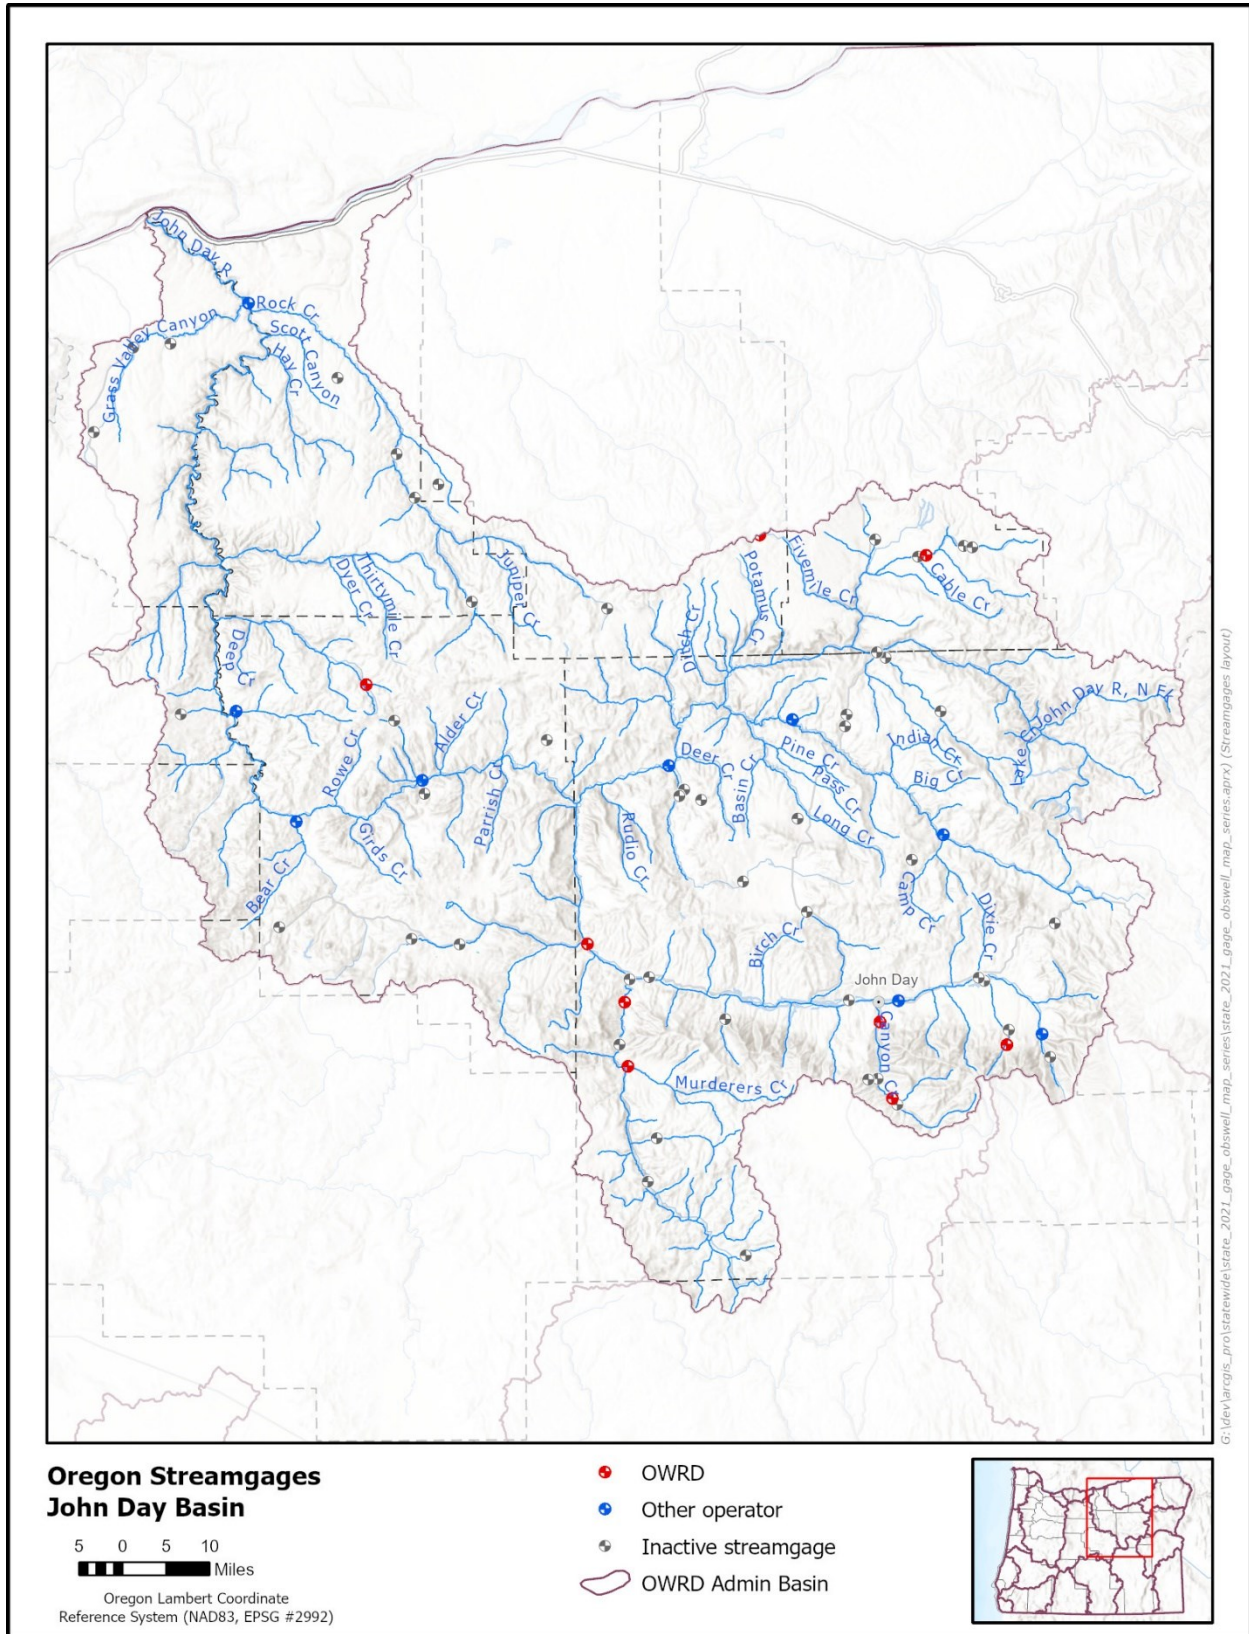 John Day R
Rock Cr
Grass Valley Canyon
Scott Canyon
Hay Cr
Fivemile Cr
Potamus Cr
Cable Cr
Thirtymile Cr
Dyer Cr
Juniper Cr
Ditch Cr
Deep Cr
John Day R, N Fk
Alder Cr
Lake Cr
Indian Cr
Rowe Cr
Deer Cr
Pine Cr
Big Cr
Basin Cr
Pass Cr
Parrish Cr
Long Cr
Rudio Cr
Girds Cr
Bear Cr
Camp Cr
Dixie Cr
Birch Cr
John Day
Canyon Cr
Murderers Cr
G:\dev\arcgis_pro\statewide\state_2021_gage_obswell_map_series\state_2021_gage_obswell_map_series.aprx) (Streamgages layout)
Oregon Streamgages
John Day Basin
5 0 5 10
Miles
Oregon Lambert Coordinate
Reference System (NAD83, EPSG #2992)
OWRD
Other operator
Inactive streamgage
OWRD Admin Basin